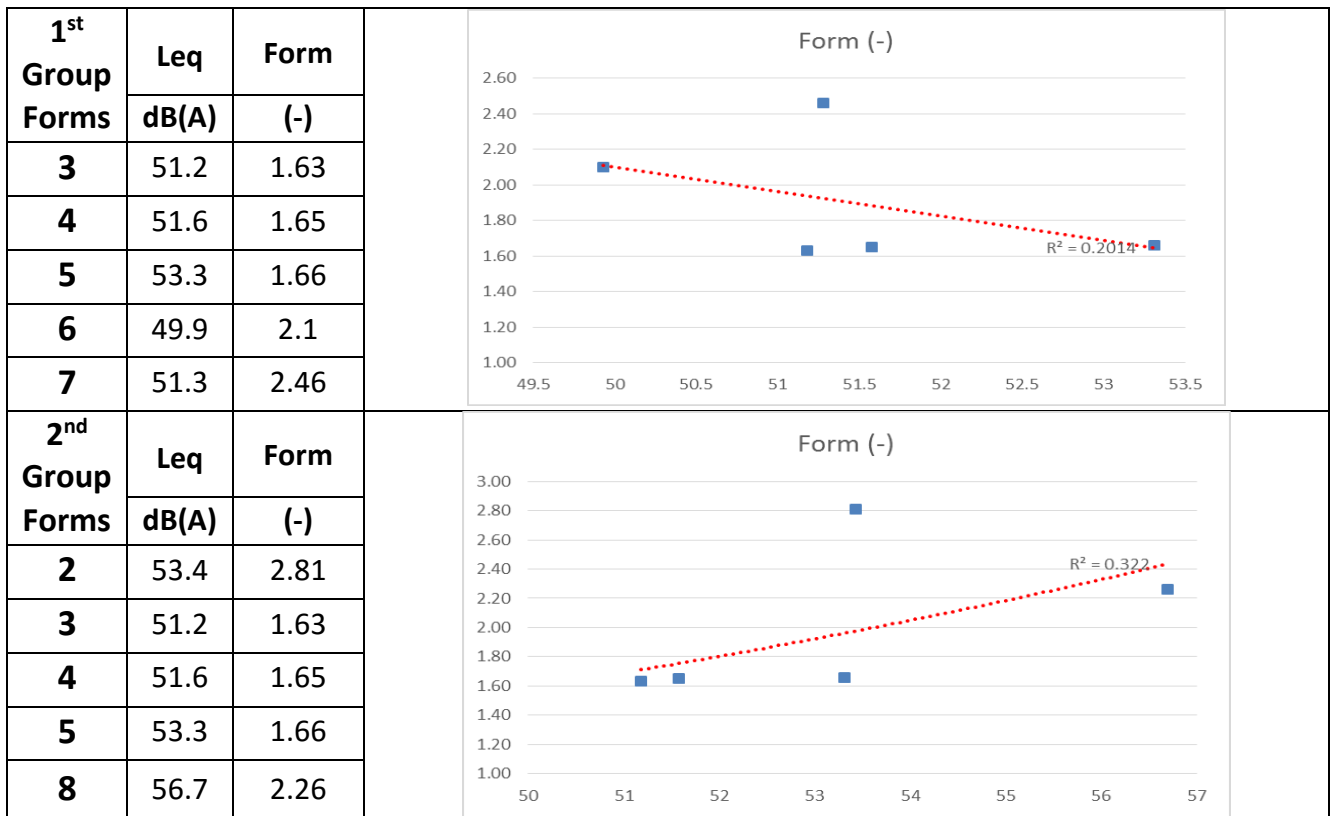 1st Group Forms Leq Form
dB(A) (-)
3 51.2 1.63
4 51.6 1.65
5 53.3 1.66
6 49.9 2.1
7 51.3 2.46
Form (-)
2.60
2.40
2.20
2.00
1.80
1.60
1.40
1.20
1.00
R² = 0.2014
49.5 50 50.5 51 51.5 52 52.5 53 53.5
2nd Group Forms Leq Form
dB(A) (-)
2 53.4 2.81
3 51.2 1.63
4 51.6 1.65
5 53.3 1.66
8 56.7 2.26
Form (-)
3.00
2.80
2.60
2.40
2.20
2.00
1.80
1.60
1.40
1.20
1.00
R² = 0.322
50 51 52 53 54 55 56 57